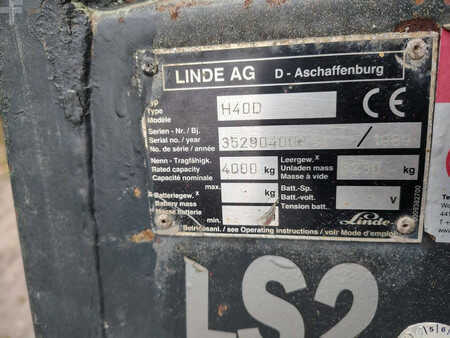 LINDE AG D - Aschaffenburg
Typ
Type H40D
Modèle
CE
Serien - Nr. / Bj.
Serial no. / year /
No. de série / année
Nenn - Tragfähigk. Leergew. x
Rated capacity 4000 kg Unladen mass kg
Capacité nominale Masse à vide
Batteriegew. x max. kg Batt.-Sp.
Battery mass Batt.-volt. V
Masse Batterie min. Tension batt.
Linde
x Betriebsanl. / see Operating instructions / voir Mode d'emploi
LS2